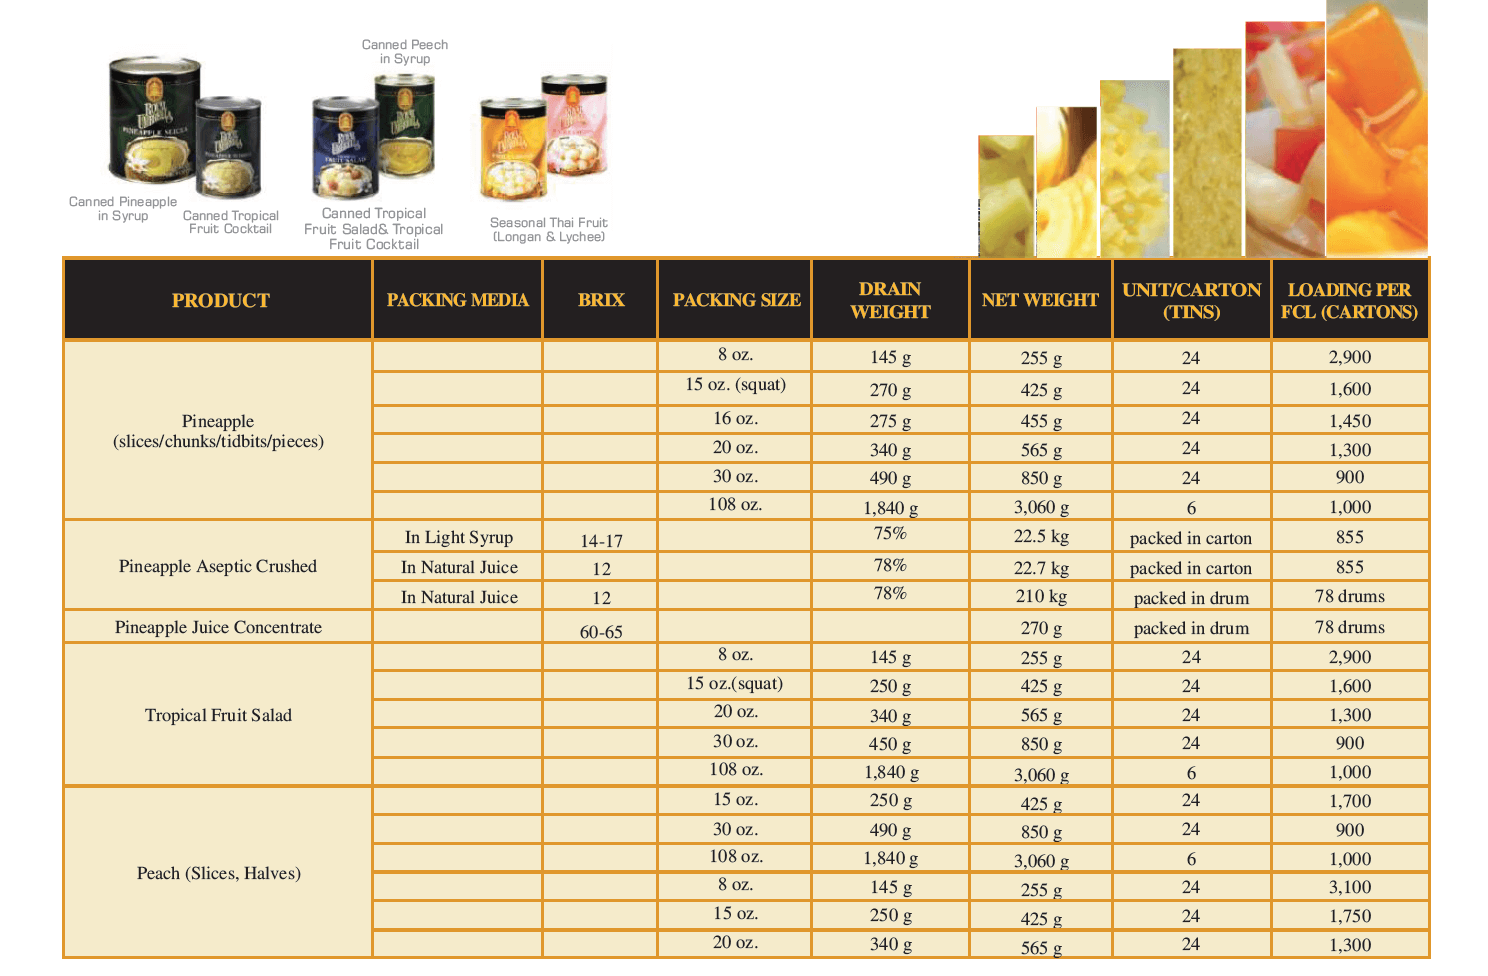 Canned Peech
in Syrup
ROYAL
UMBRELLA
PINEAPPLE SLICES
ROYAL
UMBRELLA
ROYAL
UMBRELLA
FRUIT SALAD
Canned Pineapple
in Syrup
Canned Tropical
Fruit Cocktail
Canned Tropical
Fruit Salad& Tropical
Fruit Cocktail
Seasonal Thai Fruit
(Longan & Lychee)
PRODUCT PACKING MEDIA BRIX PACKING SIZE DRAIN WEIGHT NET WEIGHT UNIT/CARTON (TINS) LOADING PER FCL (CARTONS)
Pineapple
(slices/chunks/tidbits/pieces)
8 oz. 145 g 255 g 24 2,900
15 oz. (squat) 270 g 425 g 24 1,600
16 oz. 275 g 455 g 24 1,450
20 oz. 340 g 565 g 24 1,300
30 oz. 490 g 850 g 24 900
108 oz. 1,840 g 3,060 g 6 1,000
Pineapple Aseptic Crushed
In Light Syrup 14-17 75% 22.5 kg packed in carton 855
In Natural Juice 12 78% 22.7 kg packed in carton 855
In Natural Juice 12 78% 210 kg packed in drum 78 drums
Pineapple Juice Concentrate 60-65 270 g packed in drum 78 drums
Tropical Fruit Salad
8 oz. 145 g 255 g 24 2,900
15 oz.(squat) 250 g 425 g 24 1,600
20 oz. 340 g 565 g 24 1,300
30 oz. 450 g 850 g 24 900
108 oz. 1,840 g 3,060 g 6 1,000
Peach (Slices, Halves)
15 oz. 250 g 425 g 24 1,700
30 oz. 490 g 850 g 24 900
108 oz. 1,840 g 3,060 g 6 1,000
8 oz. 145 g 255 g 24 3,100
15 oz. 250 g 425 g 24 1,750
20 oz. 340 g 565 g 24 1,300